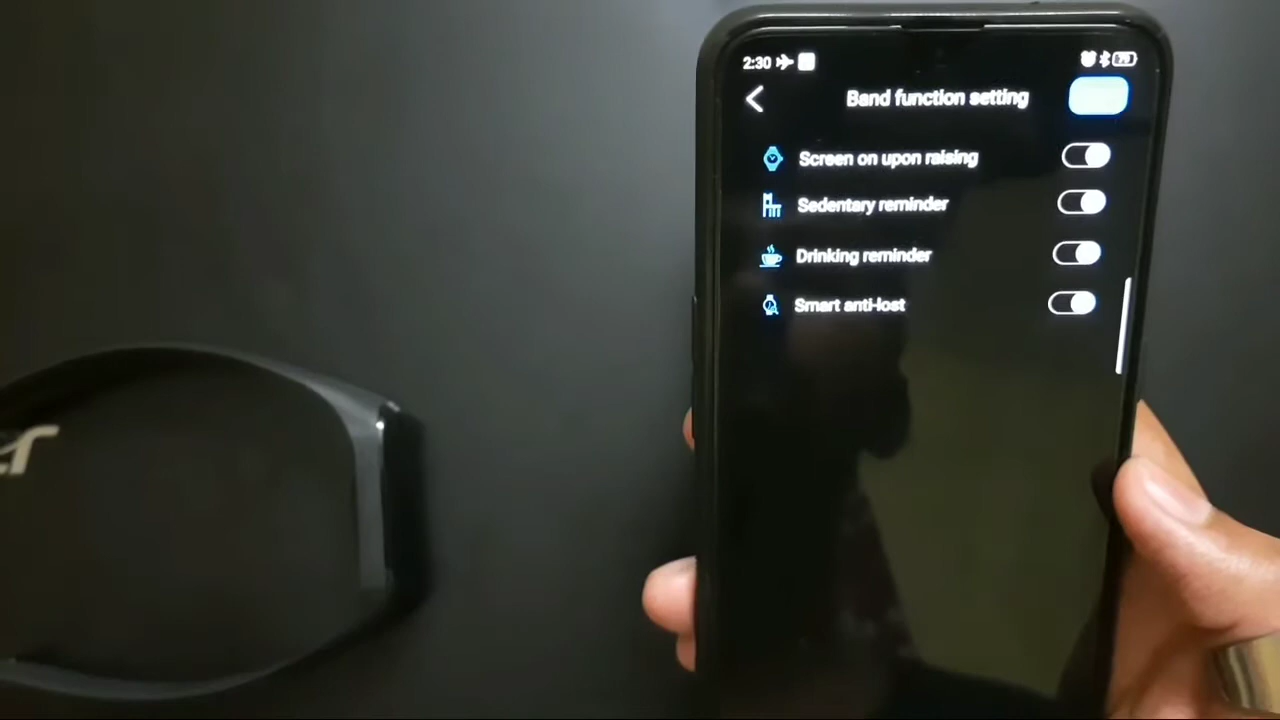 2:30
Band function setting
Screen on upon raising
Sedentary reminder
Drinking reminder
Smart anti-lost